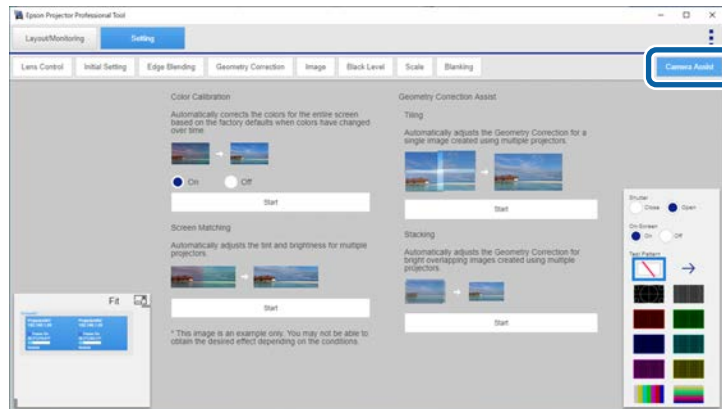 Epson Projector Professional Tool
Layout/Monitoring
Setting
Lens Control
Initial Setting
Edge Blending
Geometry Correction
Image
Black Level
Scale
Blanking
Camera Assist
Color Calibration
Automatically corrects the colors for the entire screen
based on the factory defaults when colors have changed
over time.
On
Off
Start
Screen Matching
Automatically adjusts the tint and brightness for multiple
projectors.
Start
* This image is an example only. You may not be able to
obtain the desired effect depending on the conditions.
Geometry Correction Assist
Tiling
Automatically adjusts the Geometry Correction for a
single image created using multiple projectors.
Start
Stacking
Automatically adjusts the Geometry Correction for
bright overlapping images created using multiple
projectors.
Start
Fit
Shutter
Close
Open
On-Screen
On
Off
Test Pattern